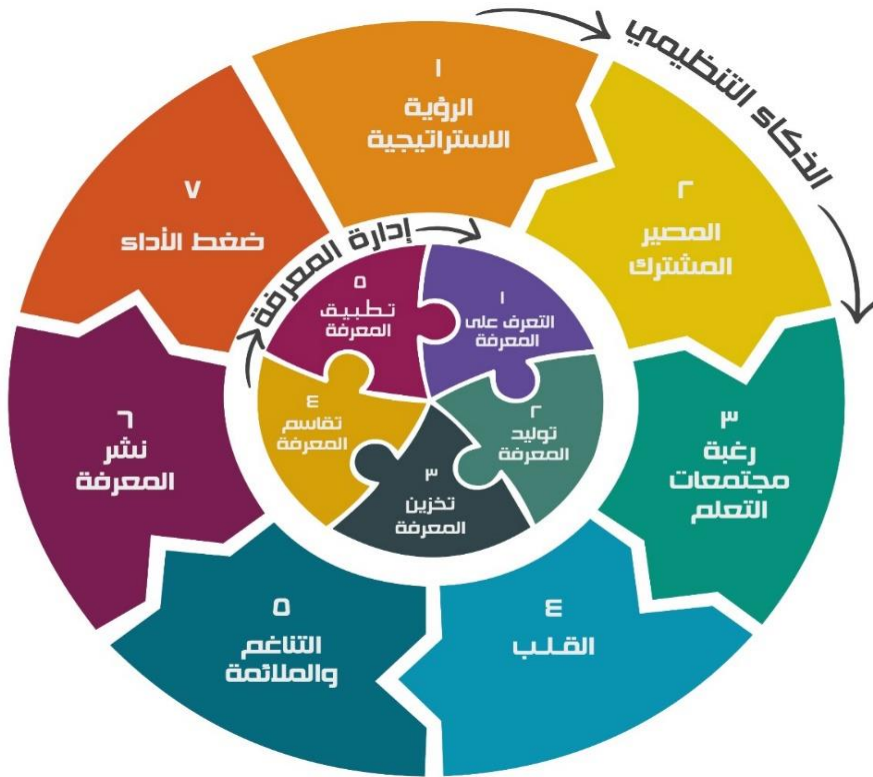 الذكاء التنظيمي
١
الرؤية
الاستراتيجية
٢
المصير
المشترك
٣
رغبة
مجتمعات
التعلم
٤
القلب
٥
التناغم
والملائمة
٦
نشر
المعرفة
٧
ضغط الأداء
إدارة المعرفة
١
التعرف على
المعرفة
٢
توليد
المعرفة
٣
تخزين
المعرفة
٤
تقاسم
المعرفة
٥
تطبيق
المعرفة